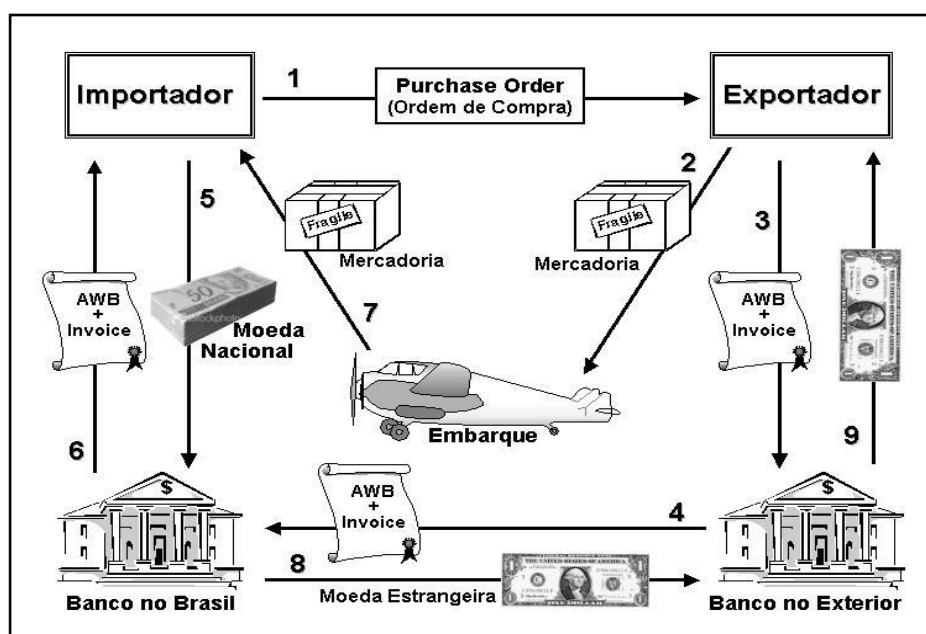 1
Purchase Order
(Ordem de Compra)
Importador
Exportador
2
5
3
Fragile
Fragile
Mercadoria
Mercadoria
AWB
+
Invoice
50
Moeda
Nacional
7
AWB
+
Invoice
Embarque
6
9
$
AWB
+
Invoice
4
$
8
Moeda Estrangeira
Banco no Brasil
Banco no Exterior